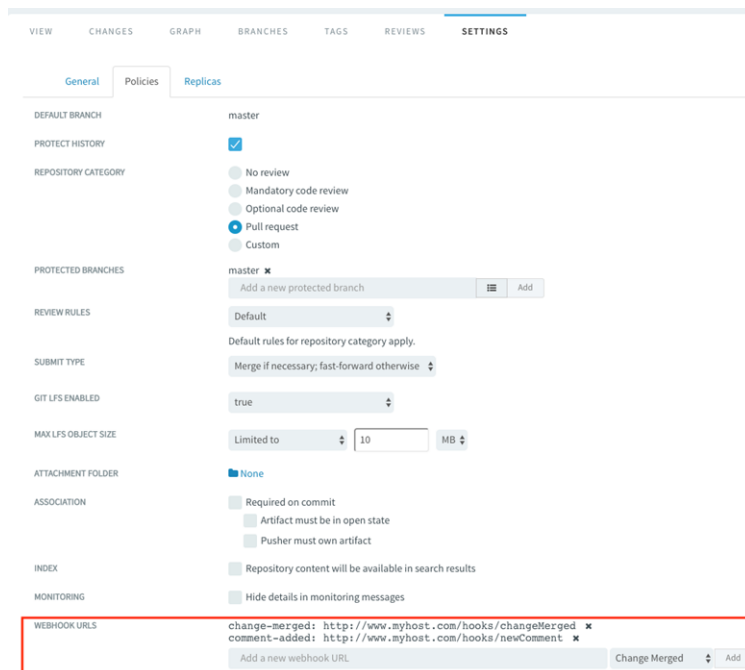 VIEW CHANGES GRAPH BRANCHES TAGS REVIEWS SETTINGS
General Policies Replicas
DEFAULT BRANCH master
PROTECT HISTORY
REPOSITORY CATEGORY No review
Mandatory code review
Optional code review
Pull request
Custom
PROTECTED BRANCHES master ✖
Add a new protected branch Add
REVIEW RULES Default
Default rules for repository category apply.
SUBMIT TYPE Merge if necessary; fast-forward otherwise
GIT LFS ENABLED true
MAX LFS OBJECT SIZE Limited to 10 MB
ATTACHMENT FOLDER None
ASSOCIATION Required on commit
Artifact must be in open state
Pusher must own artifact
INDEX Repository content will be available in search results
MONITORING Hide details in monitoring messages
WEBHOOK URLS change-merged: http://www.myhost.com/hooks/changeMerged ✖
comment-added: http://www.myhost.com/hooks/newComment ✖
Add a new webhook URL Change Merged Add